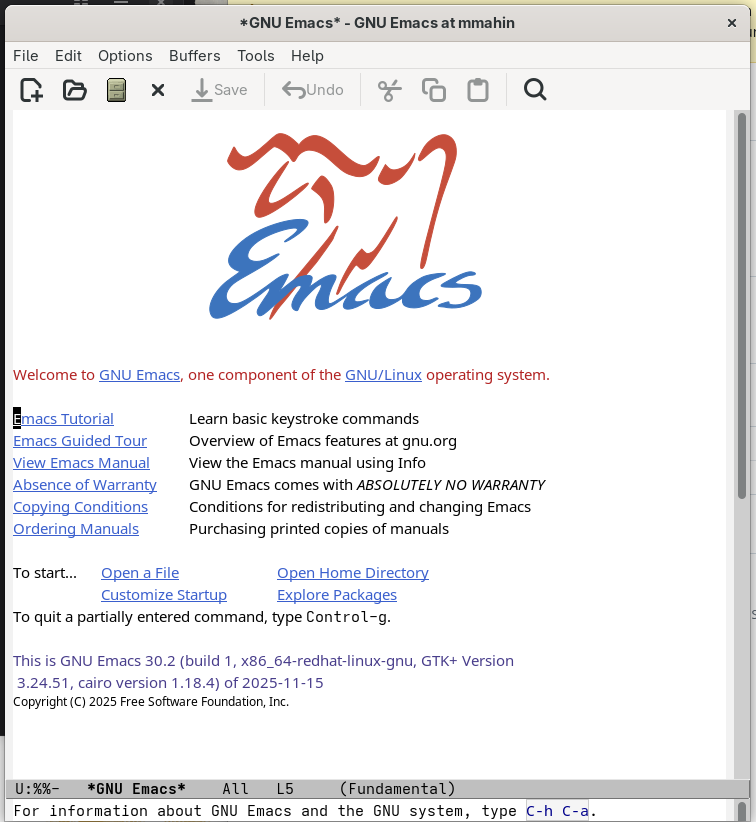 *GNU Emacs* - GNU Emacs at mmahin
File Edit Options Buffers Tools Help
Save Undo
Emacs
Welcome to GNU Emacs, one component of the GNU/Linux operating system.
Emacs Tutorial Learn basic keystroke commands
Emacs Guided Tour Overview of Emacs features at gnu.org
View Emacs Manual View the Emacs manual using Info
Absence of Warranty GNU Emacs comes with ABSOLUTELY NO WARRANTY
Copying Conditions Conditions for redistributing and changing Emacs
Ordering Manuals Purchasing printed copies of manuals
To start... Open a File Open Home Directory
Customize Startup Explore Packages
To quit a partially entered command, type Control-g.
This is GNU Emacs 30.2 (build 1, x86_64-redhat-linux-gnu, GTK+ Version
3.24.51, cairo version 1.18.4) of 2025-11-15
Copyright (C) 2025 Free Software Foundation, Inc.
U:%%- *GNU Emacs* All L5 (Fundamental)
For information about GNU Emacs and the GNU system, type C-h C-a.